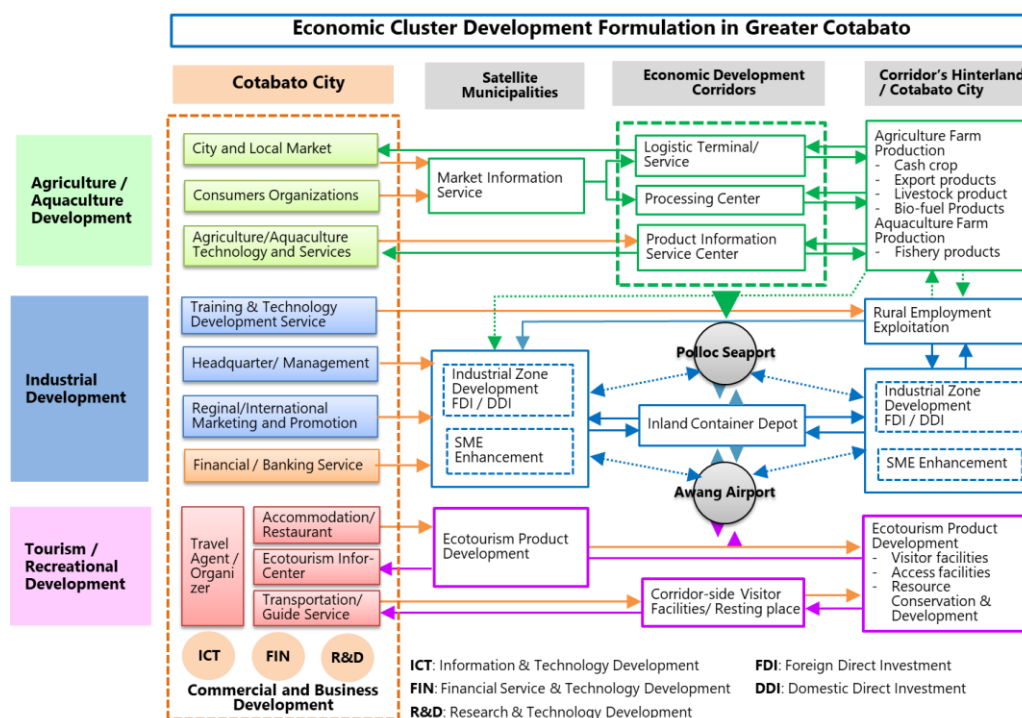 Economic Cluster Development Formulation in Greater Cotabato
Cotabato City
Satellite
Municipalities
Economic Development
Corridors
Corridor's Hinterland
/ Cotabato City
Agriculture /
Aquaculture
Development
City and Local Market
Consumers Organizations
Agriculture/Aquaculture
Technology and Services
Market Information
Service
Logistic Terminal/
Service
Processing Center
Product Information
Service Center
Agriculture Farm
Production
- Cash crop
- Export products
- Livestock product
- Bio-fuel Products
Aquaculture Farm
Production
- Fishery products
Industrial
Development
Training & Technology
Development Service
Headquarter/ Management
Reginal/International
Marketing and Promotion
Financial / Banking Service
Industrial Zone
Development
FDI / DDI
SME
Enhancement
Polloc Seaport
Inland Container Depot
Awang Airport
Rural Employment
Exploitation
Industrial Zone
Development
FDI / DDI
SME Enhancement
Tourism /
Recreational
Development
Travel
Agent /
Organi
zer
Accommodation/
Restaurant
Ecotourism Infor-
Center
Transportation/
Guide Service
Ecotourism Product
Development
Corridor-side Visitor
Facilities/ Resting place
Ecotourism Product
Development
- Visitor facilities
- Access facilities
- Resource
Conservation &
Development
ICT
FIN
R&D
Commercial and Business
Development
ICT: Information & Technology Development
FIN: Financial Service & Technology Development
R&D: Research & Technology Development
FDI: Foreign Direct Investment
DDI: Domestic Direct Investment